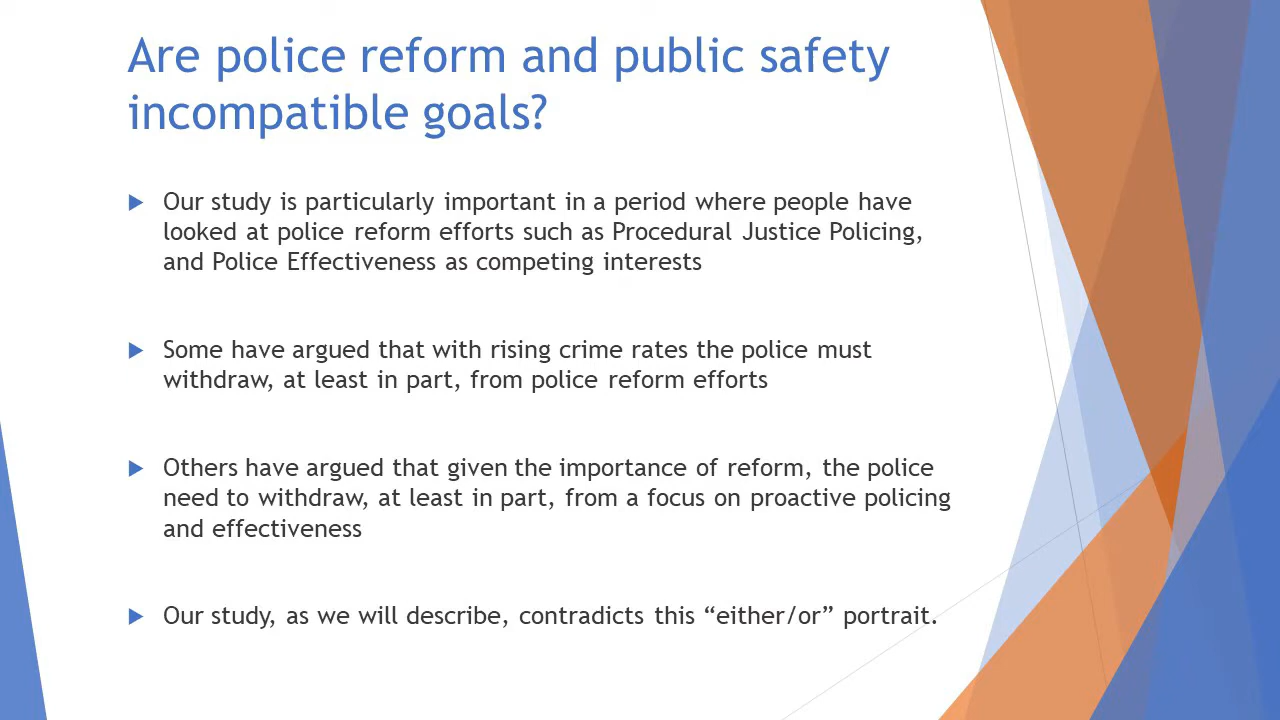 Are police reform and public safety
incompatible goals?
Our study is particularly important in a period where people have
looked at police reform efforts such as Procedural Justice Policing,
and Police Effectiveness as competing interests
Some have argued that with rising crime rates the police must
withdraw, at least in part, from police reform efforts
Others have argued that given the importance of reform, the police
need to withdraw, at least in part, from a focus on proactive policing
and effectiveness
Our study, as we will describe, contradicts this “either/or” portrait.